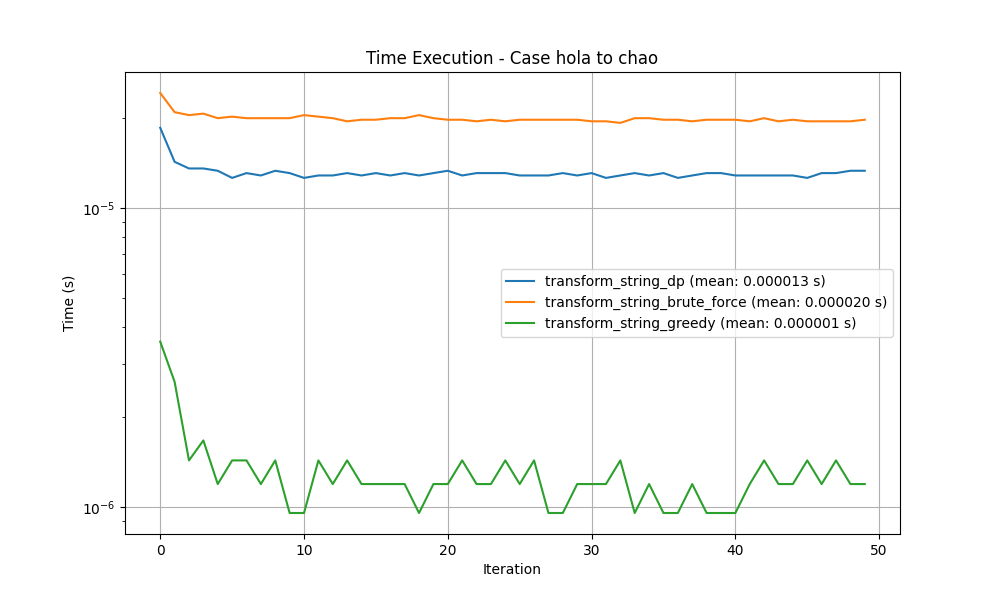 Time Execution - Case hola to chao
Time (s)
10⁻⁵
10⁻⁶
transform_string_dp (mean: 0.000013 s)
transform_string_brute_force (mean: 0.000020 s)
transform_string_greedy (mean: 0.000001 s)
0 10 20 30 40 50
Iteration